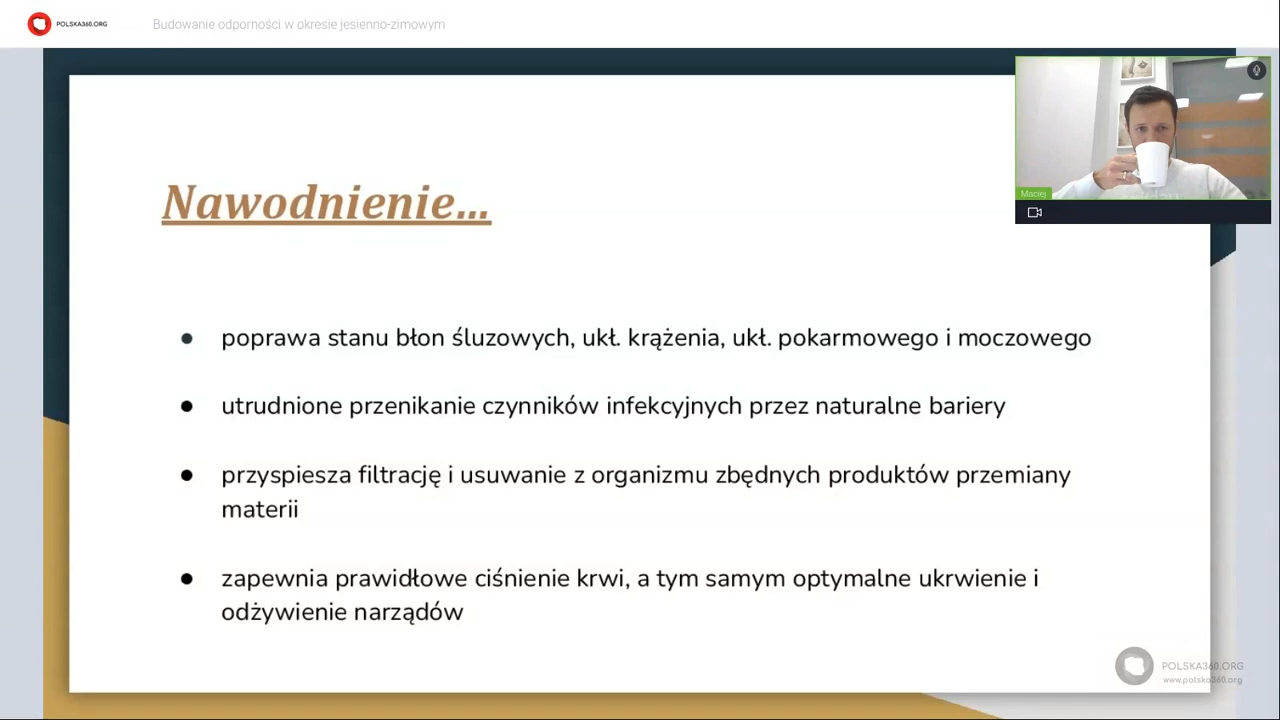 POLSKA360.ORG
Budowanie odporności w okresie jesienno-zimowym
Maciej
Nawodnienie...
● poprawa stanu błon śluzowych, ukł. krążenia, ukł. pokarmowego i moczowego
● utrudnione przenikanie czynników infekcyjnych przez naturalne bariery
● przyspiesza filtrację i usuwanie z organizmu zbędnych produktów przemiany
materii
● zapewnia prawidłowe ciśnienie krwi, a tym samym optymalne ukrwienie i
odżywienie narządów
POLSKA360.ORG
www.polska360.org